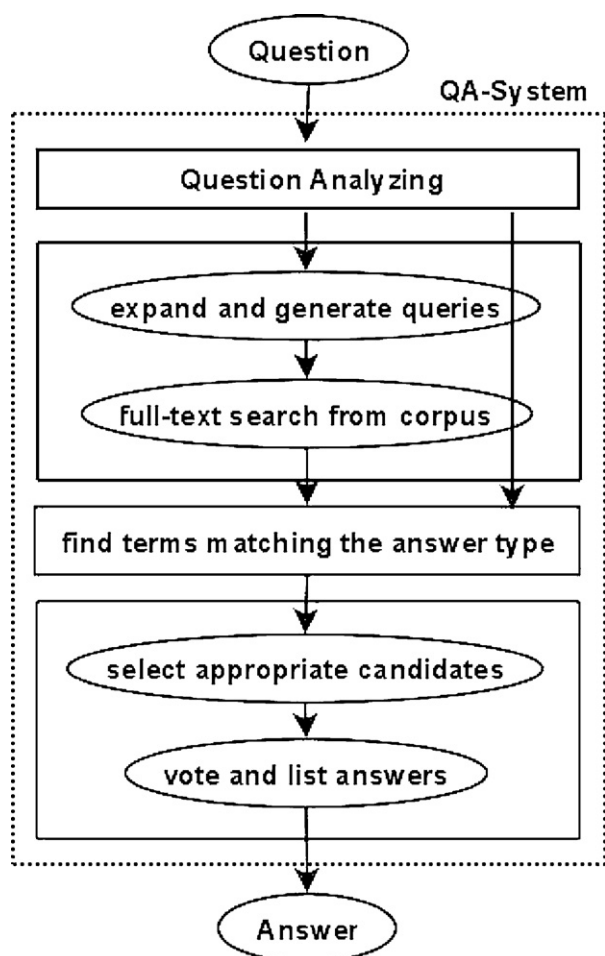 Question
QA-System
Question Analyzing
expand and generate queries
full-text search from corpus
find terms matching the answer type
select appropriate candidates
vote and list answers
Answer